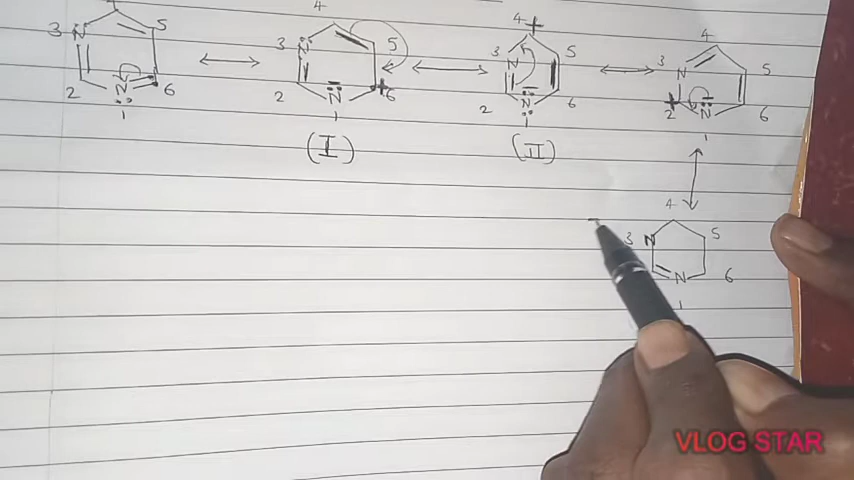 4 4 4 +
3 N 5 3 N 5 3 N 5 3 N 4 5
2 N 6 2 N + 6 2 N 6 + 2 N 6
1 1 1 1
(I) (II)
4
3 N 5
N 6
1
VLOG STAR